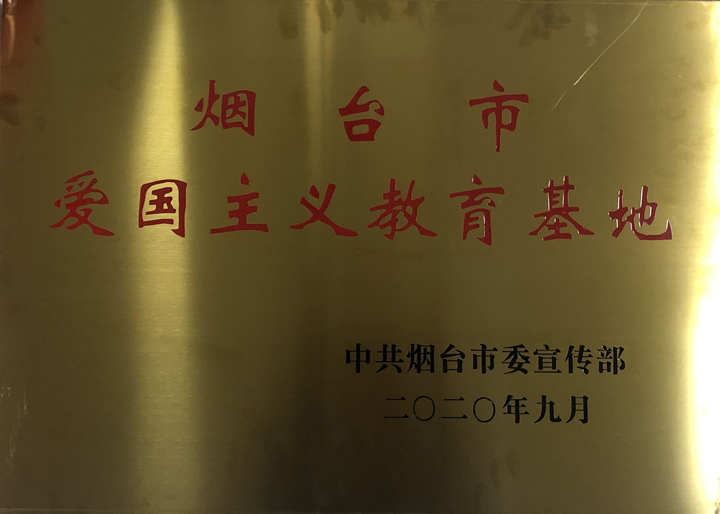 烟台市
爱国主义教育基地
中共烟台市委宣传部
二〇二〇年九月